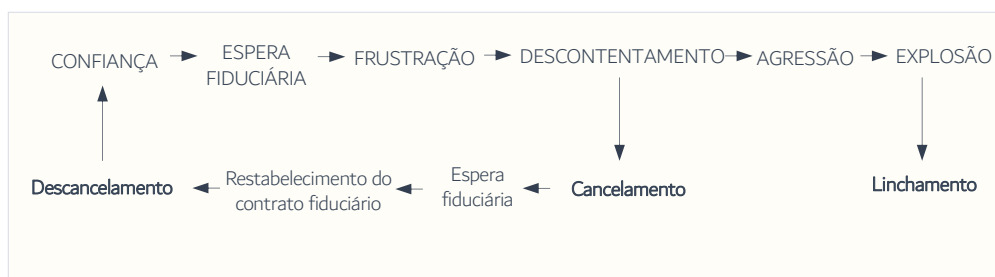 CONFIANÇA
ESPERA
FIDUCIÁRIA
FRUSTRAÇÃO
DESCONTENTAMENTO
AGRESSÃO
EXPLOSÃO
Descancelamento
Restabelecimento do
contrato fiduciário
Espera
fiduciária
Cancelamento
Linchamento